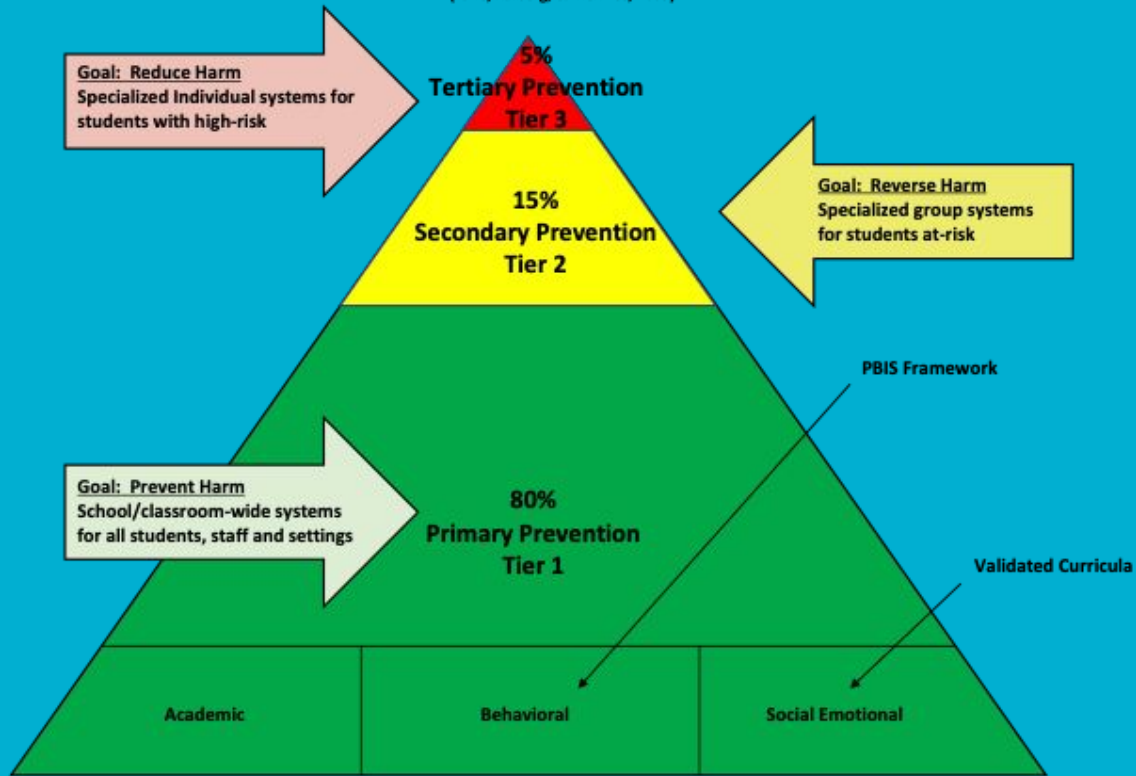 5%
Tertiary Prevention
Tier 3
Goal: Reduce Harm
Specialized Individual systems for
students with high-risk
15%
Secondary Prevention
Tier 2
Goal: Reverse Harm
Specialized group systems
for students at-risk
PBIS Framework
Goal: Prevent Harm
School/classroom-wide systems
for all students, staff and settings
80%
Primary Prevention
Tier 1
Validated Curricula
Academic
Behavioral
Social Emotional